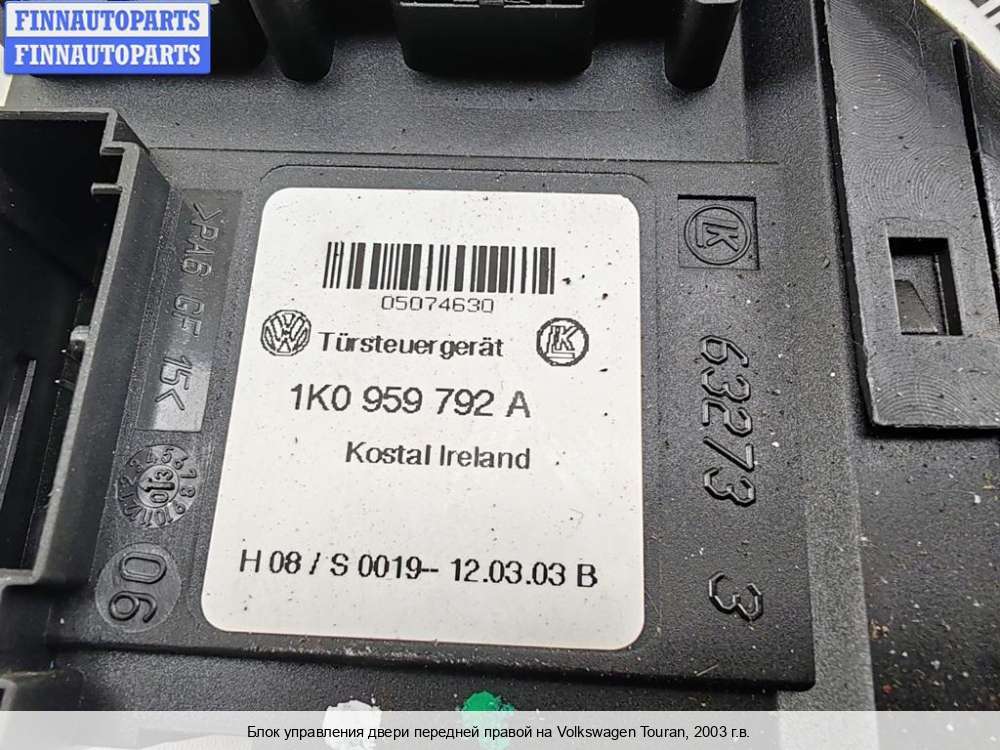 FINNAUTOPARTS
FINNAUTOPARTS
05074630
Türsteuergerät
1K0 959 792 A
Kostal Ireland
H 08 / S 0019-- 12.03.03 B
>PA6 GF 15<
06
LK
63273 3
Блок управления двери передней правой на Volkswagen Touran, 2003 г.в.